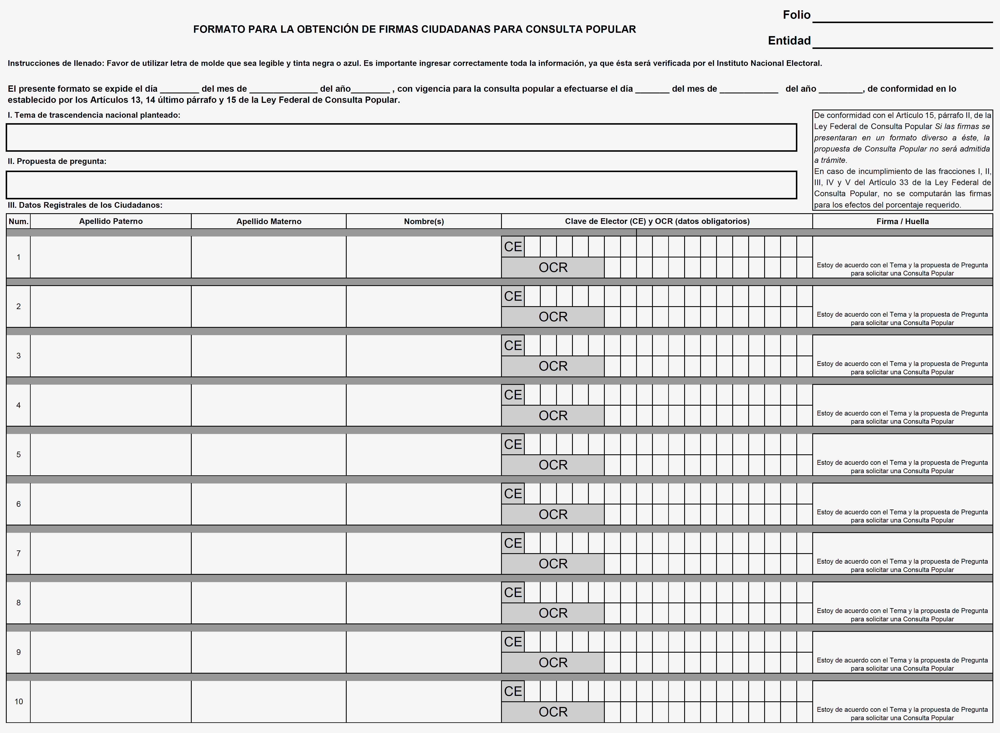 Folio
FORMATO PARA LA OBTENCIÓN DE FIRMAS CIUDADANAS PARA CONSULTA POPULAR
Entidad
Instrucciones de llenado: Favor de utilizar letra de molde que sea legible y tinta negra o azul. Es importante ingresar correctamente toda la información, ya que ésta será verificada por el Instituto Nacional Electoral.
El presente formato se expide el día ________ del mes de ______________ del año________ , con vigencia para la consulta popular a efectuarse el día _______ del mes de ____________ del año _________, de conformidad en lo
establecido por los Artículos 13, 14 último párrafo y 15 de la Ley Federal de Consulta Popular.
I. Tema de trascendencia nacional planteado:
II. Propuesta de pregunta:
De conformidad con el Artículo 15, párrafo II, de la
Ley Federal de Consulta Popular Si las firmas se
presentaran en un formato diverso a éste, la
propuesta de Consulta Popular no será admitida
a trámite.
En caso de incumplimiento de las fracciones I, II,
III, IV y V del Artículo 33 de la Ley Federal de
Consulta Popular, no se computarán las firmas
para los efectos del porcentaje requerido.
III. Datos Registrales de los Ciudadanos:
Num. Apellido Paterno Apellido Materno Nombre(s) Clave de Elector (CE) y OCR (datos obligatorios) Firma / Huella
CE
1
OCR
Estoy de acuerdo con el Tema y la propuesta de Pregunta
para solicitar una Consulta Popular
CE
2
OCR
Estoy de acuerdo con el Tema y la propuesta de Pregunta
para solicitar una Consulta Popular
CE
3
OCR
Estoy de acuerdo con el Tema y la propuesta de Pregunta
para solicitar una Consulta Popular
CE
4
OCR
Estoy de acuerdo con el Tema y la propuesta de Pregunta
para solicitar una Consulta Popular
CE
5
OCR
Estoy de acuerdo con el Tema y la propuesta de Pregunta
para solicitar una Consulta Popular
CE
6
OCR
Estoy de acuerdo con el Tema y la propuesta de Pregunta
para solicitar una Consulta Popular
CE
7
OCR
Estoy de acuerdo con el Tema y la propuesta de Pregunta
para solicitar una Consulta Popular
CE
8
OCR
Estoy de acuerdo con el Tema y la propuesta de Pregunta
para solicitar una Consulta Popular
CE
9
OCR
Estoy de acuerdo con el Tema y la propuesta de Pregunta
para solicitar una Consulta Popular
CE
10
OCR
Estoy de acuerdo con el Tema y la propuesta de Pregunta
para solicitar una Consulta Popular